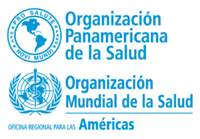 PRO SALUTE
NOVI MUNDI
Organización
Panamericana
de la Salud
Organización
Mundial de la Salud
OFICINA REGIONAL PARA LAS Américas